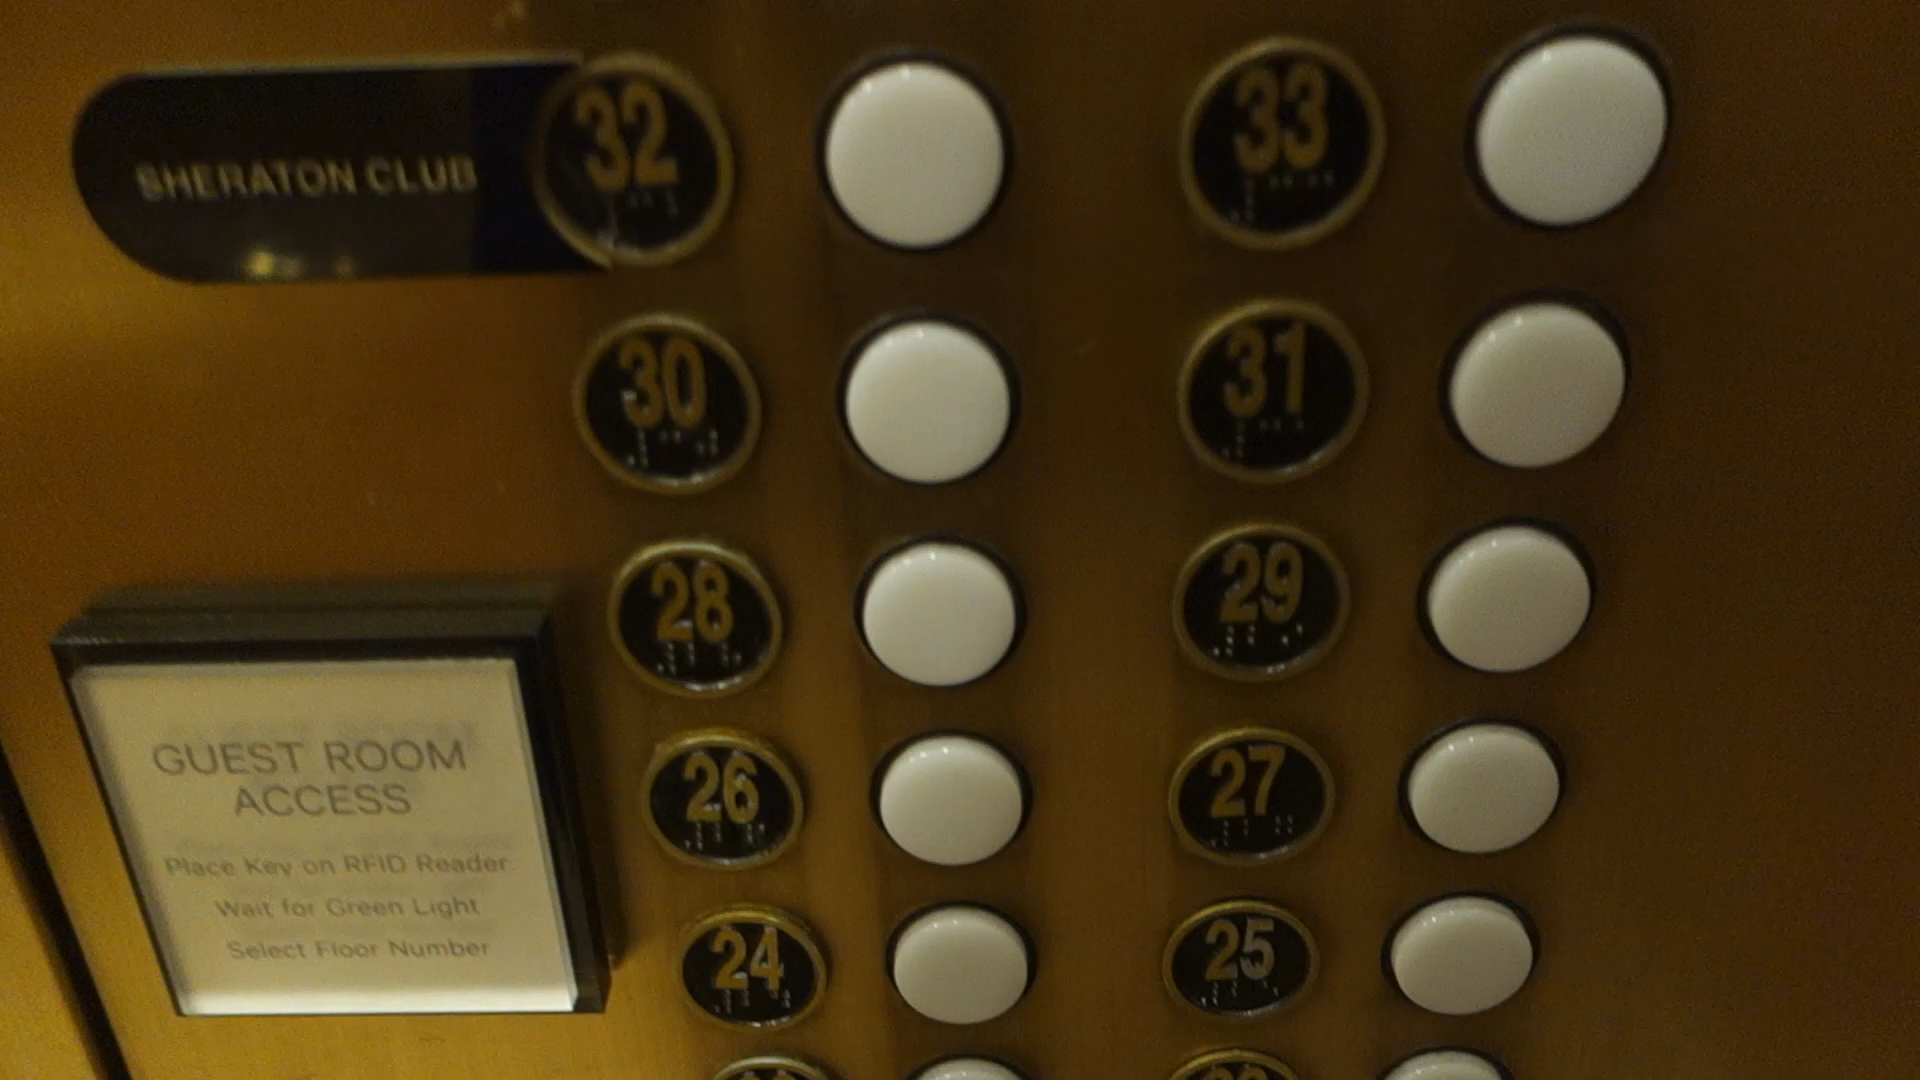 SHERATON CLUB 32 33
30 31
28 29
26 27
24 25
GUEST ROOM
ACCESS
Place Key on RFID Reader
Wait for Green Light
Select Floor Number